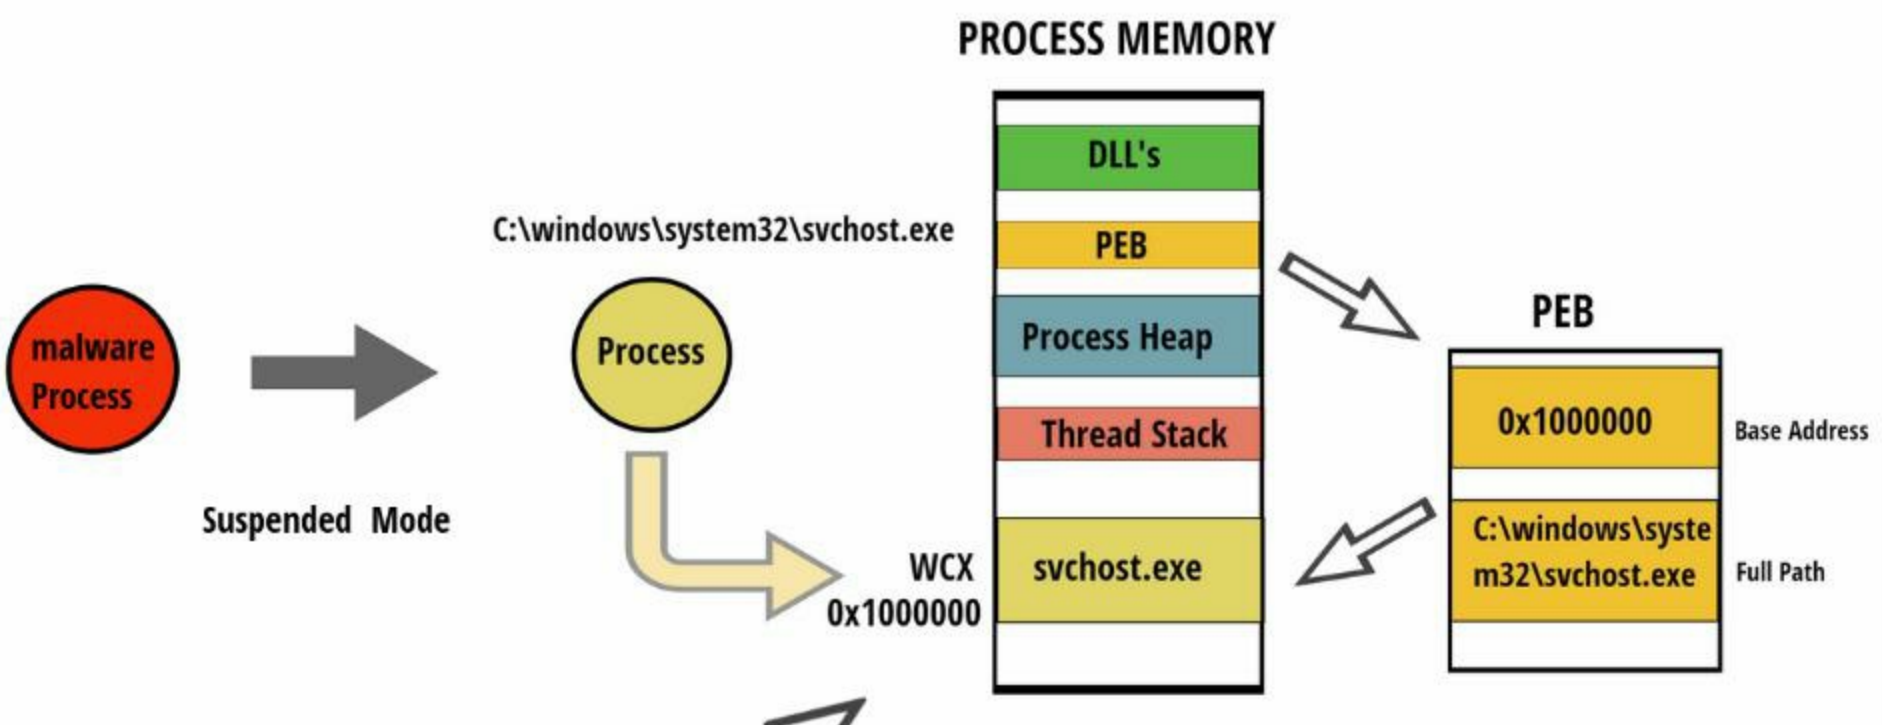 PROCESS MEMORY
DLL's
C:\windows\system32\svchost.exe
PEB
malware
Process
Process
Process Heap
PEB
Thread Stack
0x1000000
Base Address
Suspended Mode
WCX
0x1000000
svchost.exe
C:\windows\syste
m32\svchost.exe
Full Path